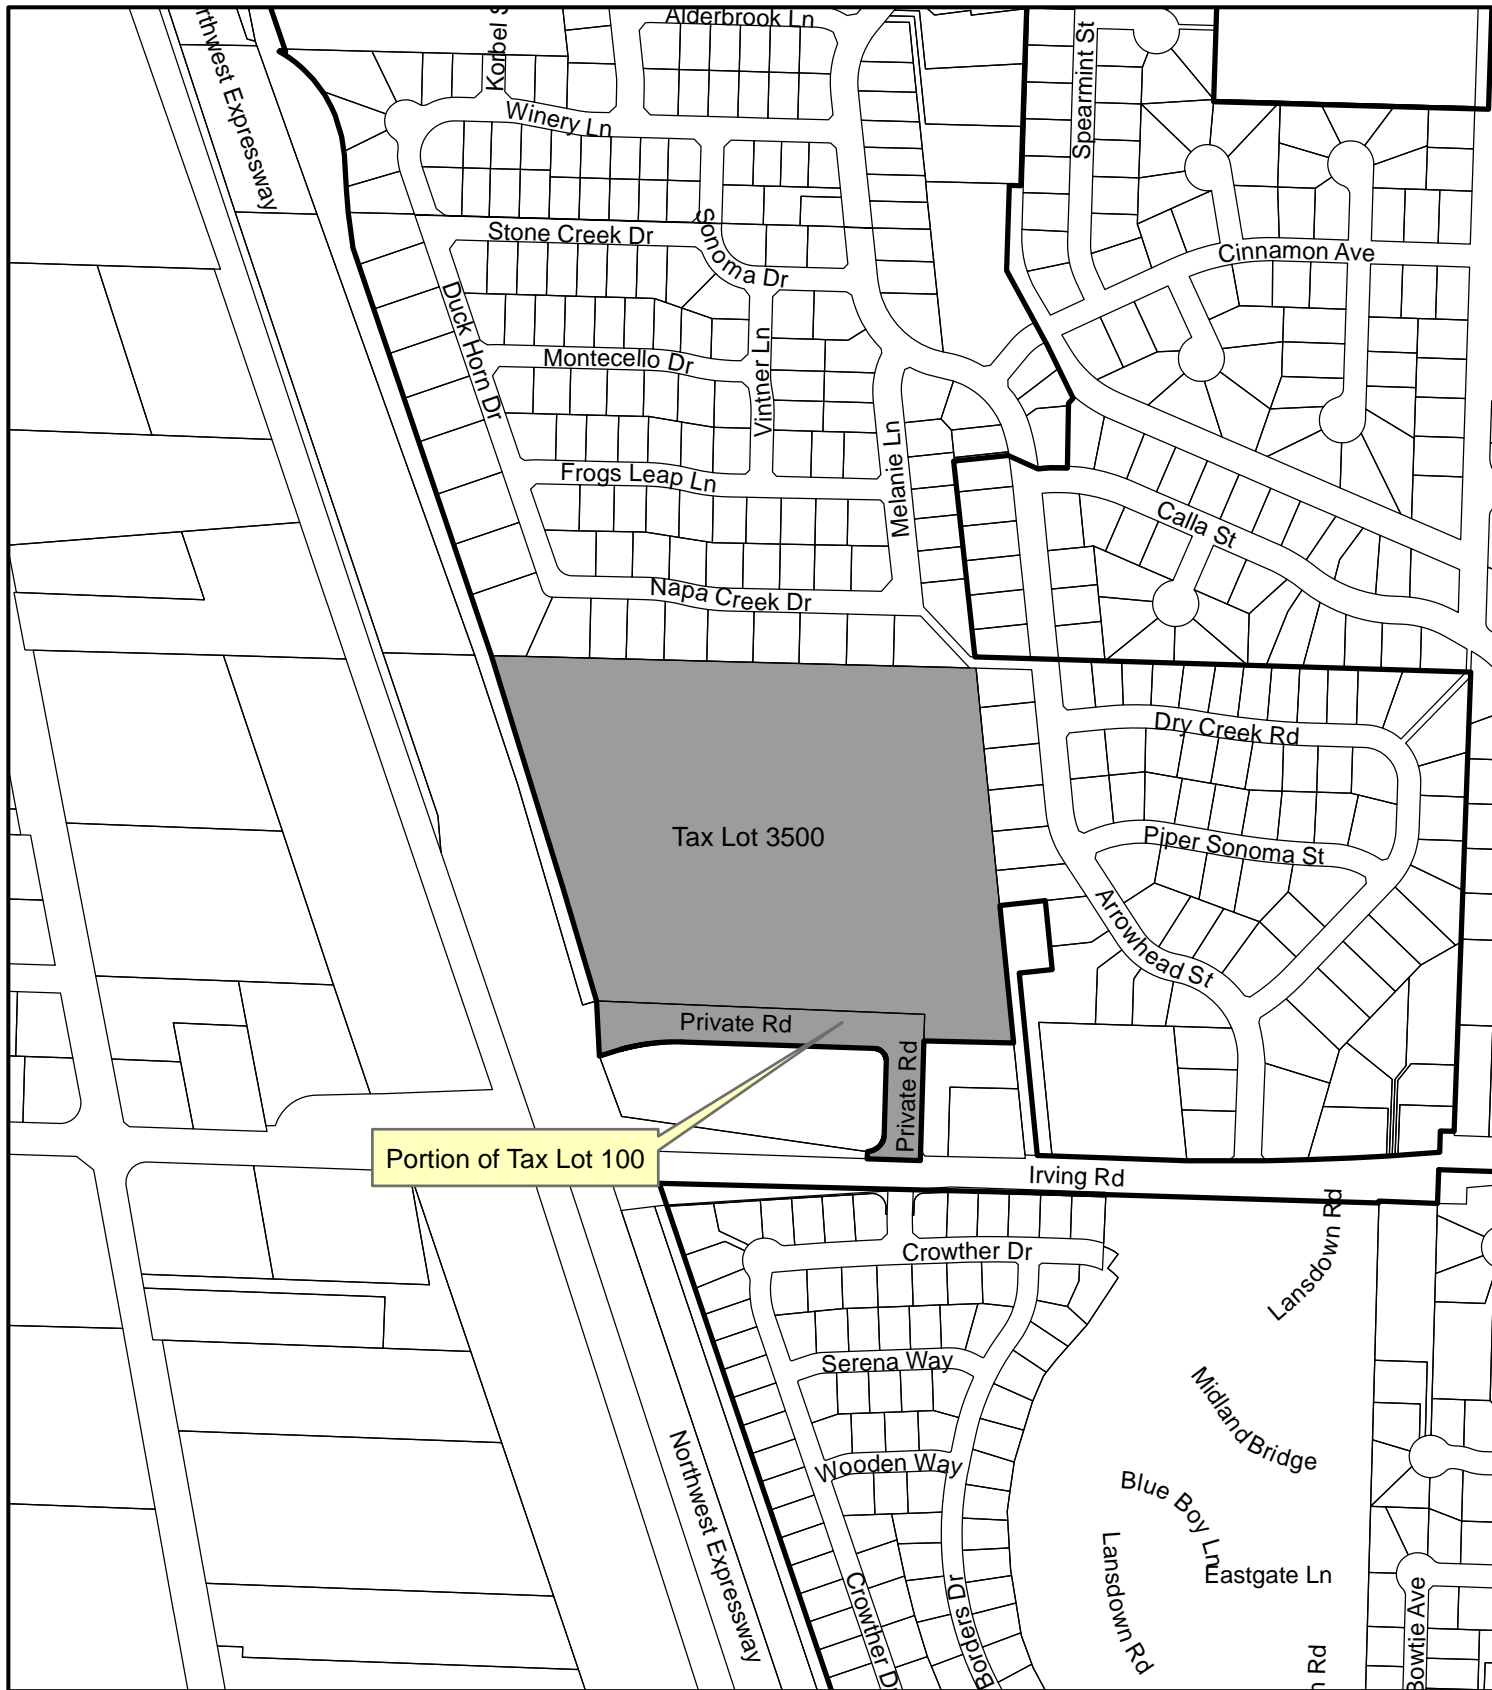 Alderbrook Ln
Korbel S
rthwest Expressway
Winery Ln
Spearmint St
Stone Creek Dr
Sonoma Dr
Cinnamon Ave
Duck Horn Dr
Montecello Dr
Vintner Ln
Melanie Ln
Frogs Leap Ln
Calla St
Napa Creek Dr
Dry Creek Rd
Tax Lot 3500
Piper Sonoma St
Arrowhead St
Private Rd
Private Rd
Portion of Tax Lot 100
Irving Rd
Lansdown Rd
Crowther Dr
Serena Way
Midland Bridge
Wooden Way
Northwest Expressway
Blue Boy Ln
Lansdown Rd
Eastgate Ln
Crowther Dr
Borders Dr
n Rd
Bowtie Ave